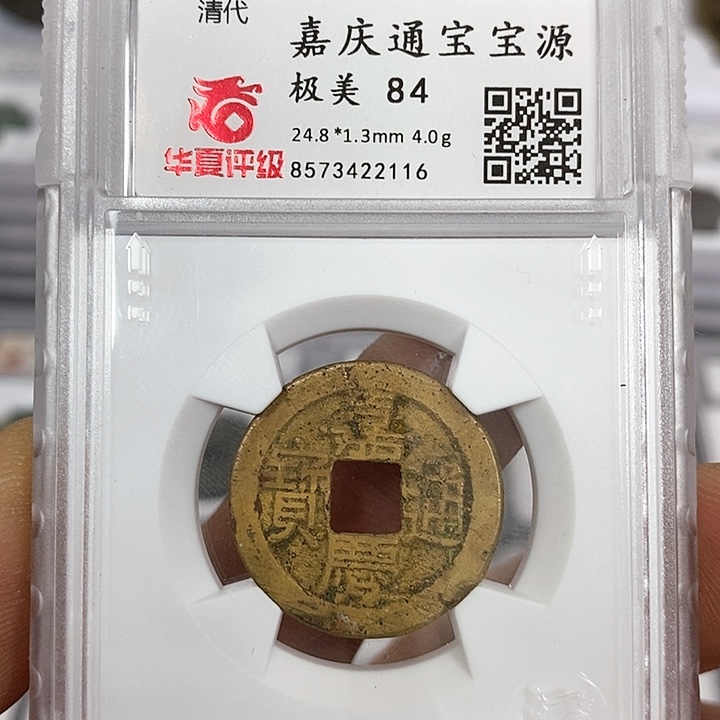 清代
嘉庆通宝宝源
极美 84
24.8*1.3mm 4.0g
华夏评级
8573422116
嘉慶通寶